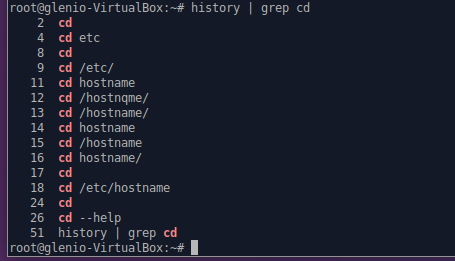 root@glenio-VirtualBox:~# history | grep cd
2 cd
4 cd etc
8 cd
9 cd /etc/
11 cd hostname
12 cd /hostnqme/
13 cd /hostname/
14 cd hostname
15 cd /hostname
16 cd hostname/
17 cd
18 cd /etc/hostname
24 cd
26 cd --help
51 history | grep cd
root@glenio-VirtualBox:~#